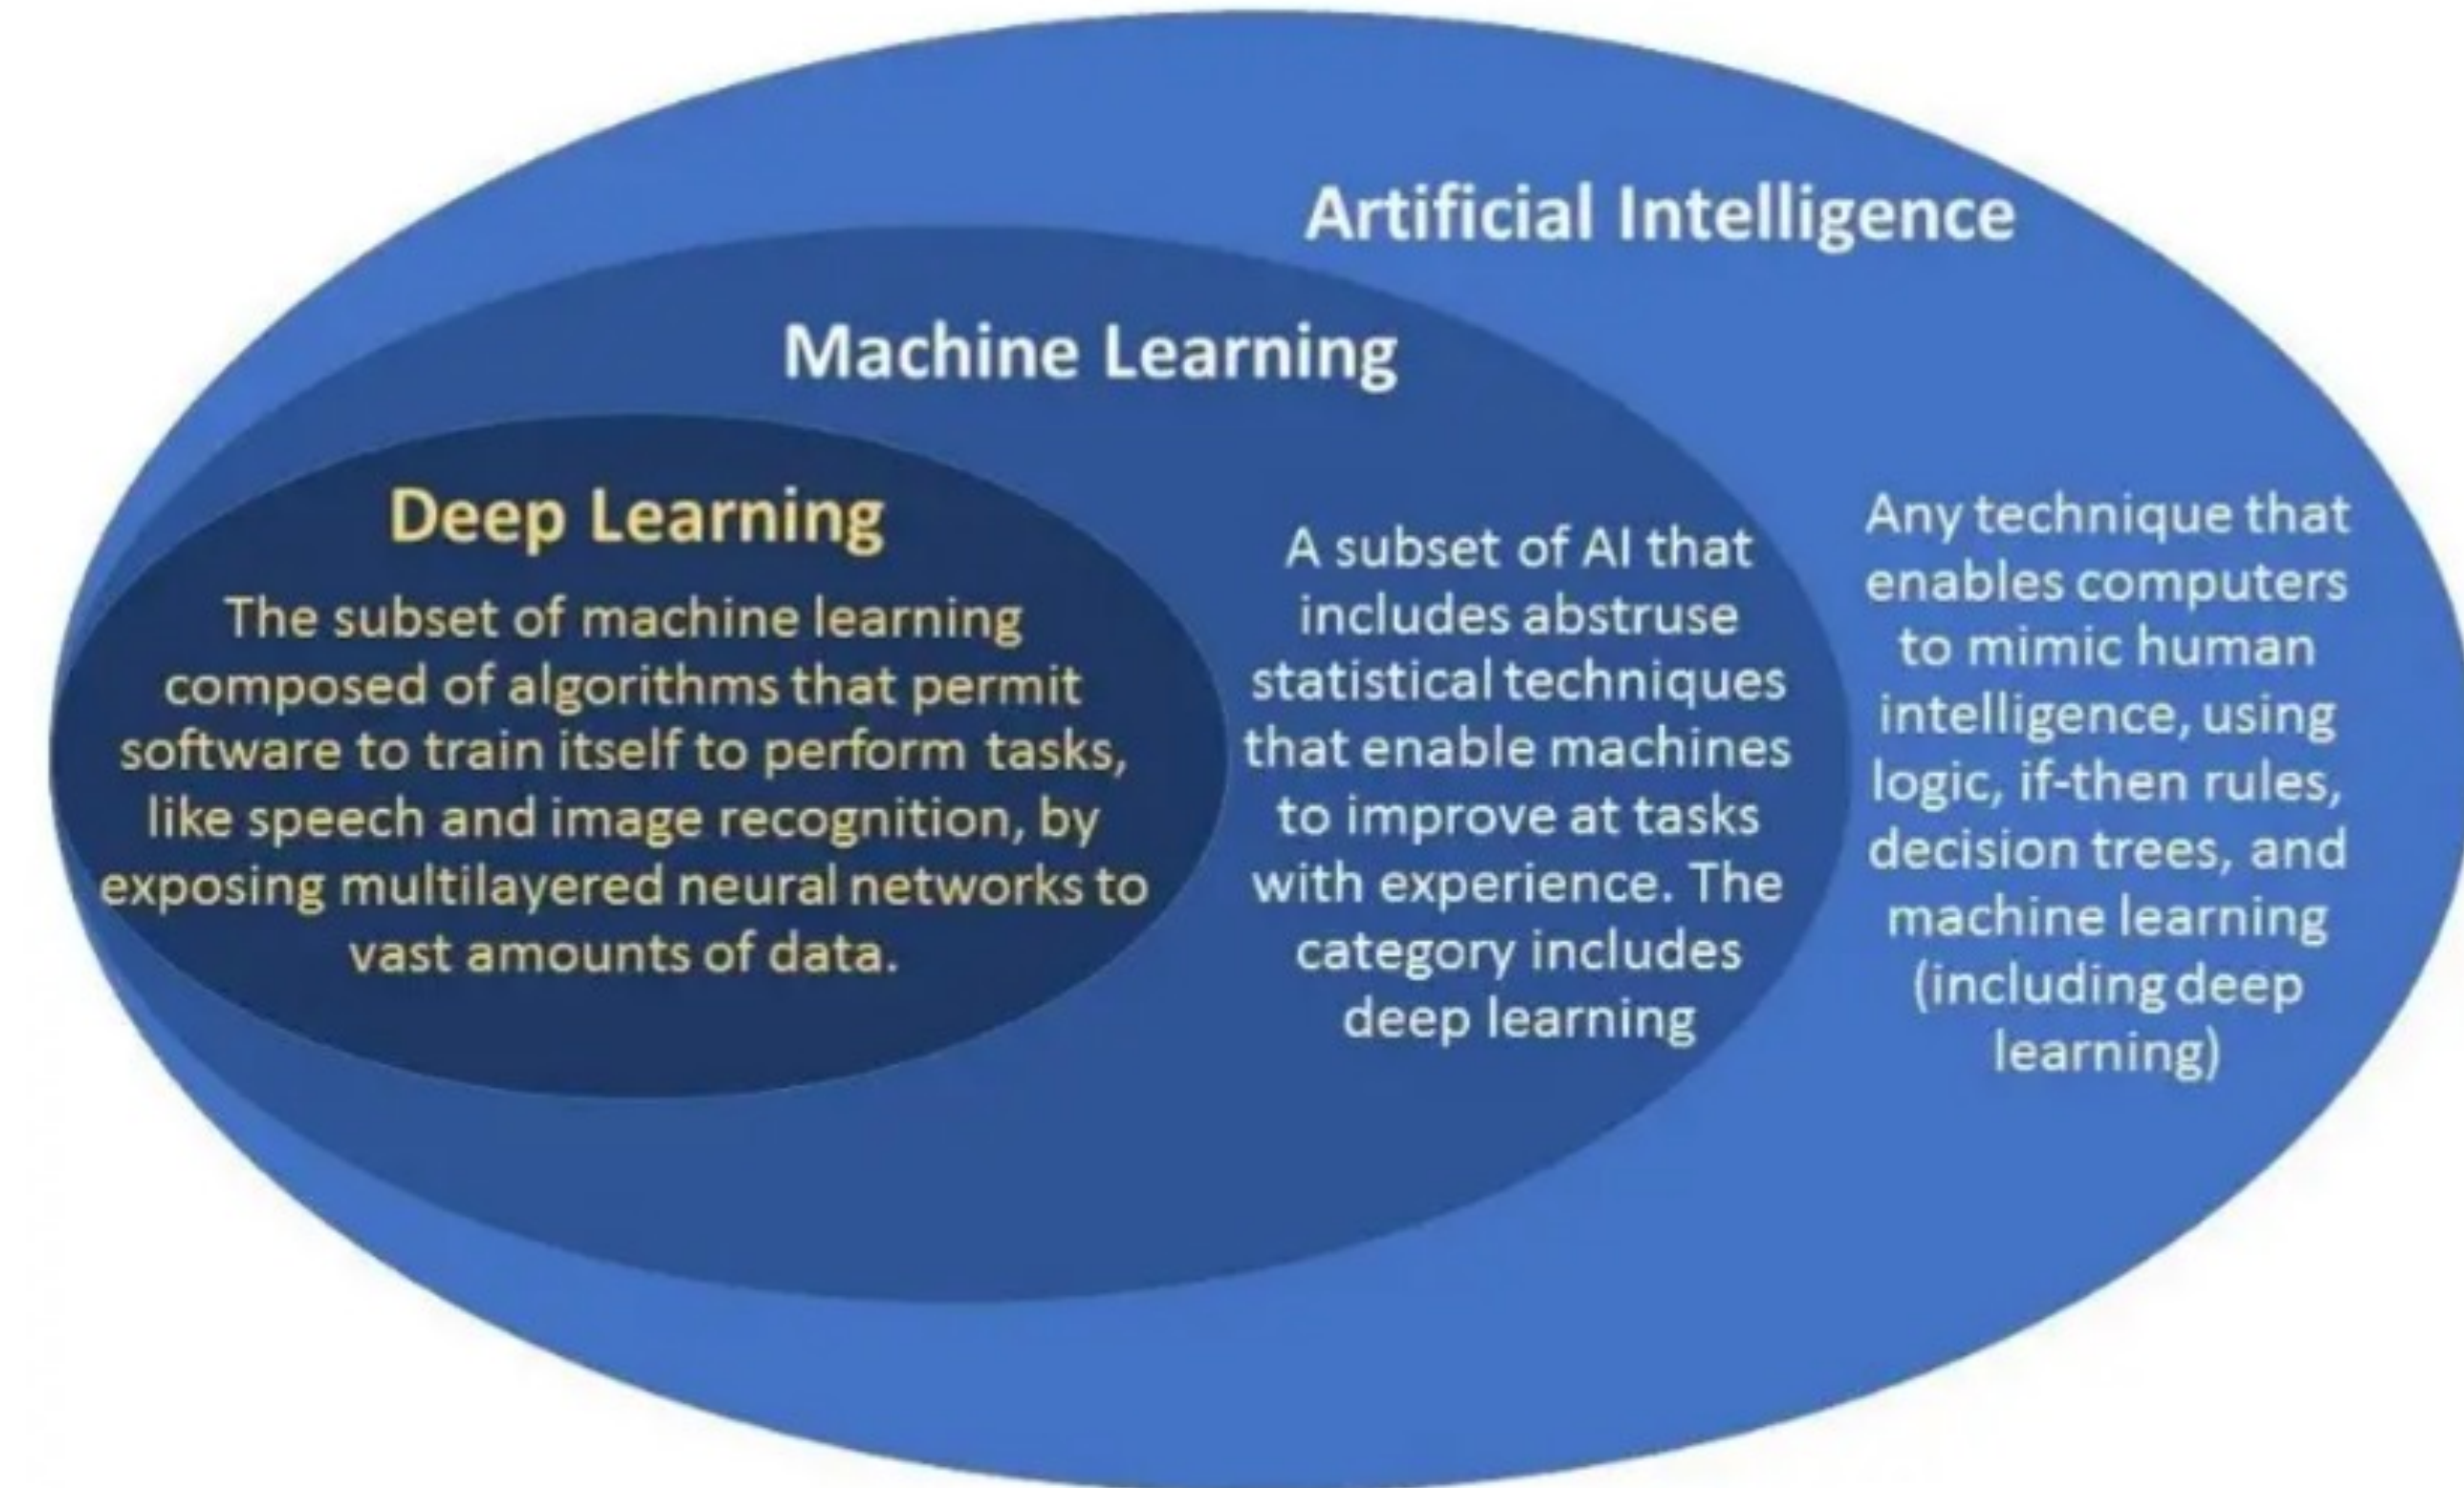 Artificial Intelligence
Machine Learning
Deep Learning
The subset of machine learning
composed of algorithms that permit
software to train itself to perform tasks,
like speech and image recognition, by
exposing multilayered neural networks to
vast amounts of data.
A subset of AI that
includes abstruse
statistical techniques
that enable machines
to improve at tasks
with experience. The
category includes
deep learning
Any technique that
enables computers
to mimic human
intelligence, using
logic, if-then rules,
decision trees, and
machine learning
(including deep
learning)